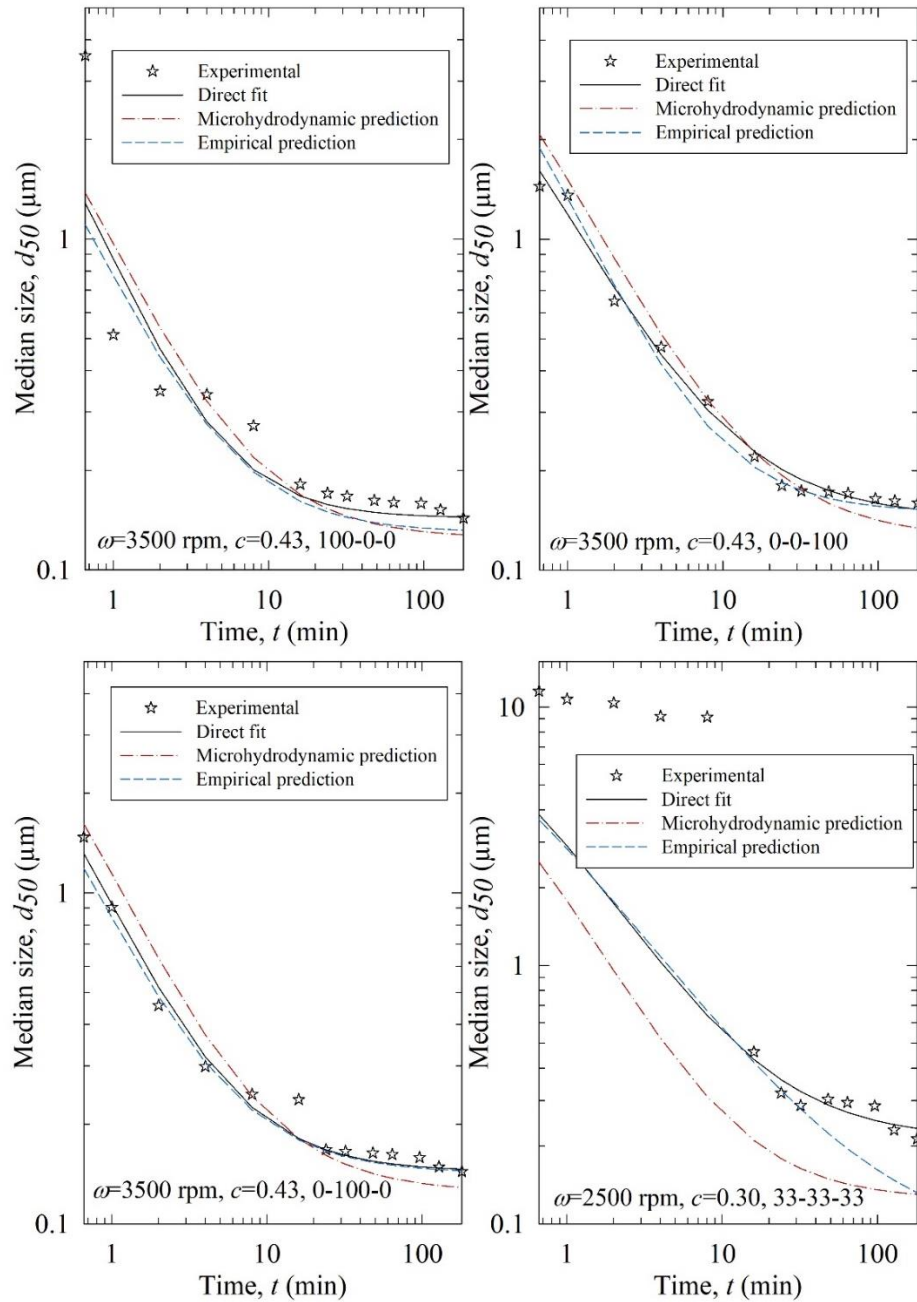 Experimental
Direct fit
Microhydrodynamic prediction
Empirical prediction
Median size, d50 (µm)
1
0.1
ω=3500 rpm, c=0.43, 100-0-0
1
10
100
Time, t (min)
Experimental
Direct fit
Microhydrodynamic prediction
Empirical prediction
Median size, d50 (µm)
1
0.1
ω=3500 rpm, c=0.43, 0-0-100
1
10
100
Time, t (min)
Experimental
Direct fit
Microhydrodynamic prediction
Empirical prediction
Median size, d50 (µm)
1
0.1
ω=3500 rpm, c=0.43, 0-100-0
1
10
100
Time, t (min)
10
Experimental
Direct fit
Microhydrodynamic prediction
Empirical prediction
Median size, d50 (µm)
1
0.1
ω=2500 rpm, c=0.30, 33-33-33
1
10
100
Time, t (min)